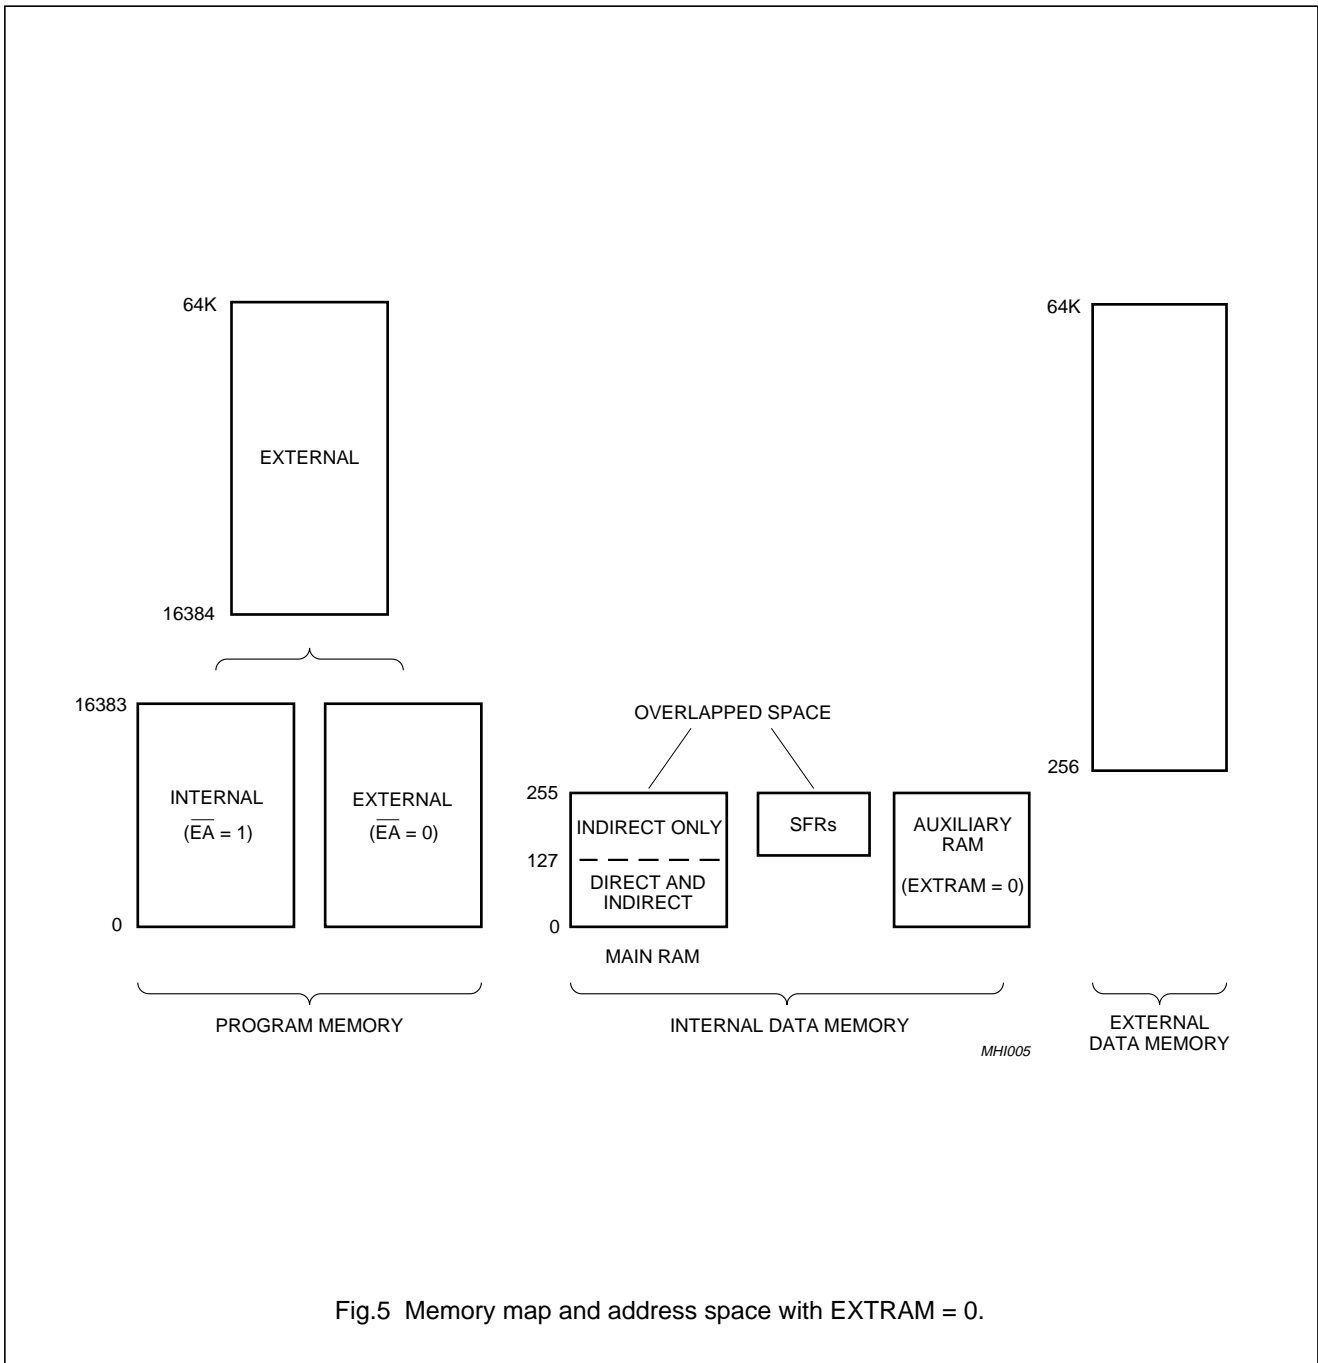 64K
EXTERNAL
16384
16383
INTERNAL
(E̅A̅ = 1)
EXTERNAL
(E̅A̅ = 0)
0
PROGRAM MEMORY
OVERLAPPED SPACE
255
INDIRECT ONLY
127
DIRECT AND
INDIRECT
0
MAIN RAM
SFRs
AUXILIARY
RAM
(EXTRAM = 0)
INTERNAL DATA MEMORY
MHI005
64K
256
EXTERNAL
DATA MEMORY
Fig.5 Memory map and address space with EXTRAM = 0.